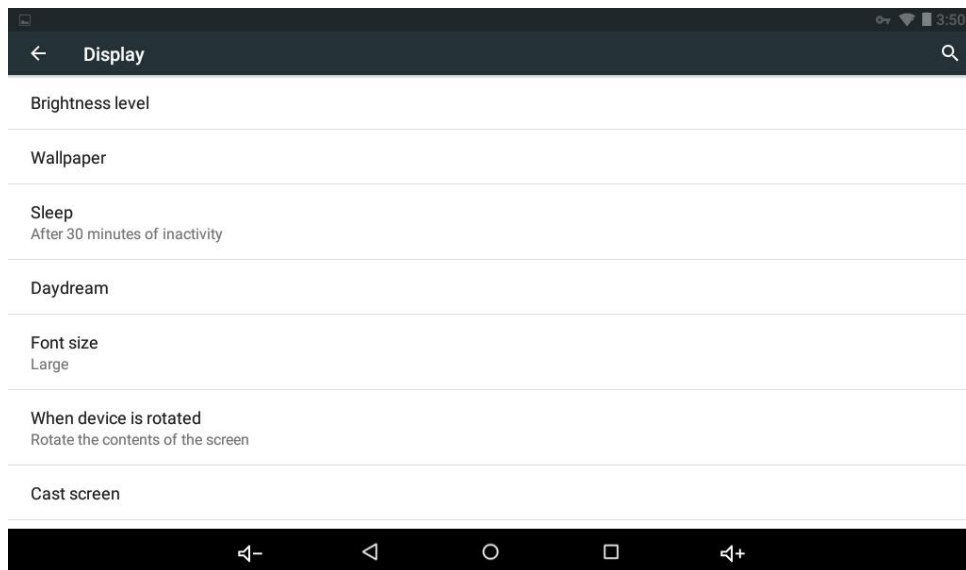 3:50
Display
Brightness level
Wallpaper
Sleep
After 30 minutes of inactivity
Daydream
Font size
Large
When device is rotated
Rotate the contents of the screen
Cast screen